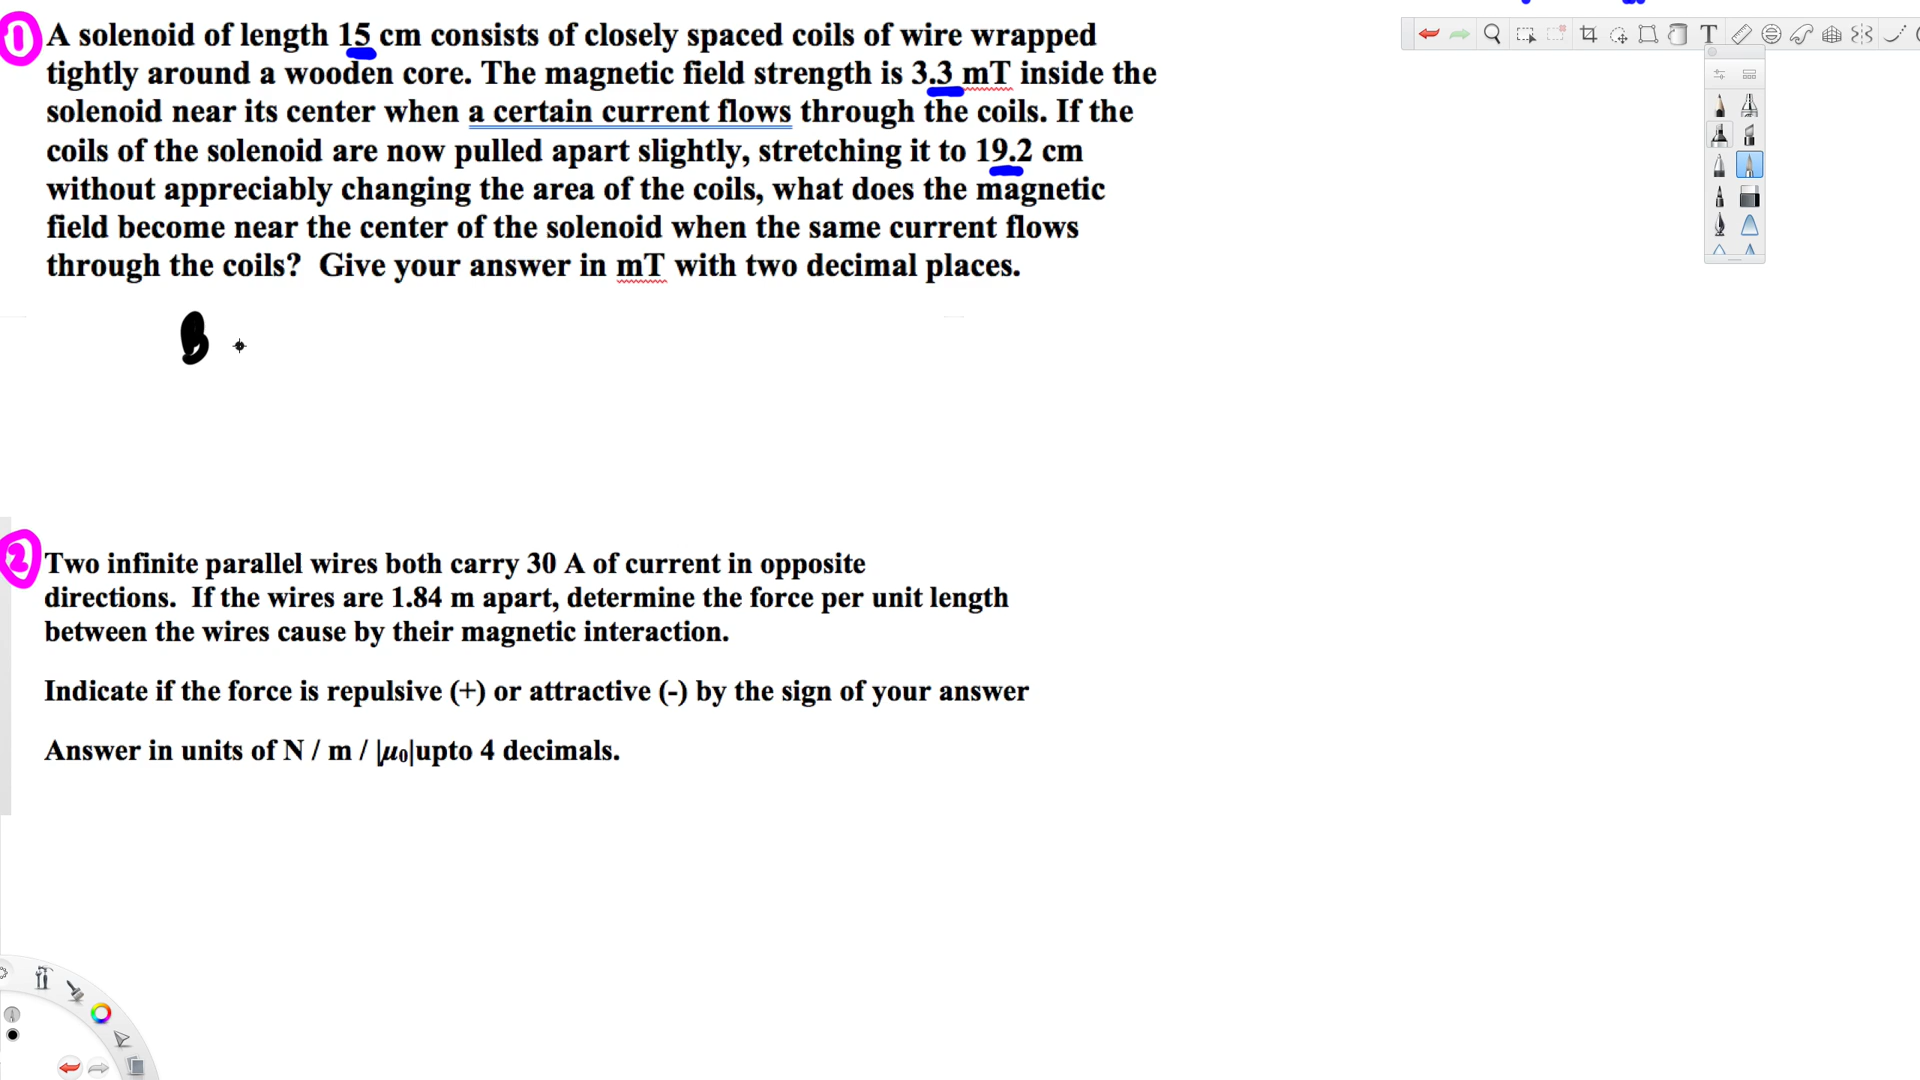 1 A solenoid of length 15 cm consists of closely spaced coils of wire wrapped
tightly around a wooden core. The magnetic field strength is 3.3 mT inside the
solenoid near its center when a certain current flows through the coils. If the
coils of the solenoid are now pulled apart slightly, stretching it to 19.2 cm
without appreciably changing the area of the coils, what does the magnetic
field become near the center of the solenoid when the same current flows
through the coils?  Give your answer in mT with two decimal places.
B
2 Two infinite parallel wires both carry 30 A of current in opposite
directions.  If the wires are 1.84 m apart, determine the force per unit length
between the wires cause by their magnetic interaction.
Indicate if the force is repulsive (+) or attractive (-) by the sign of your answer
Answer in units of N / m / |μ₀|upto 4 decimals.